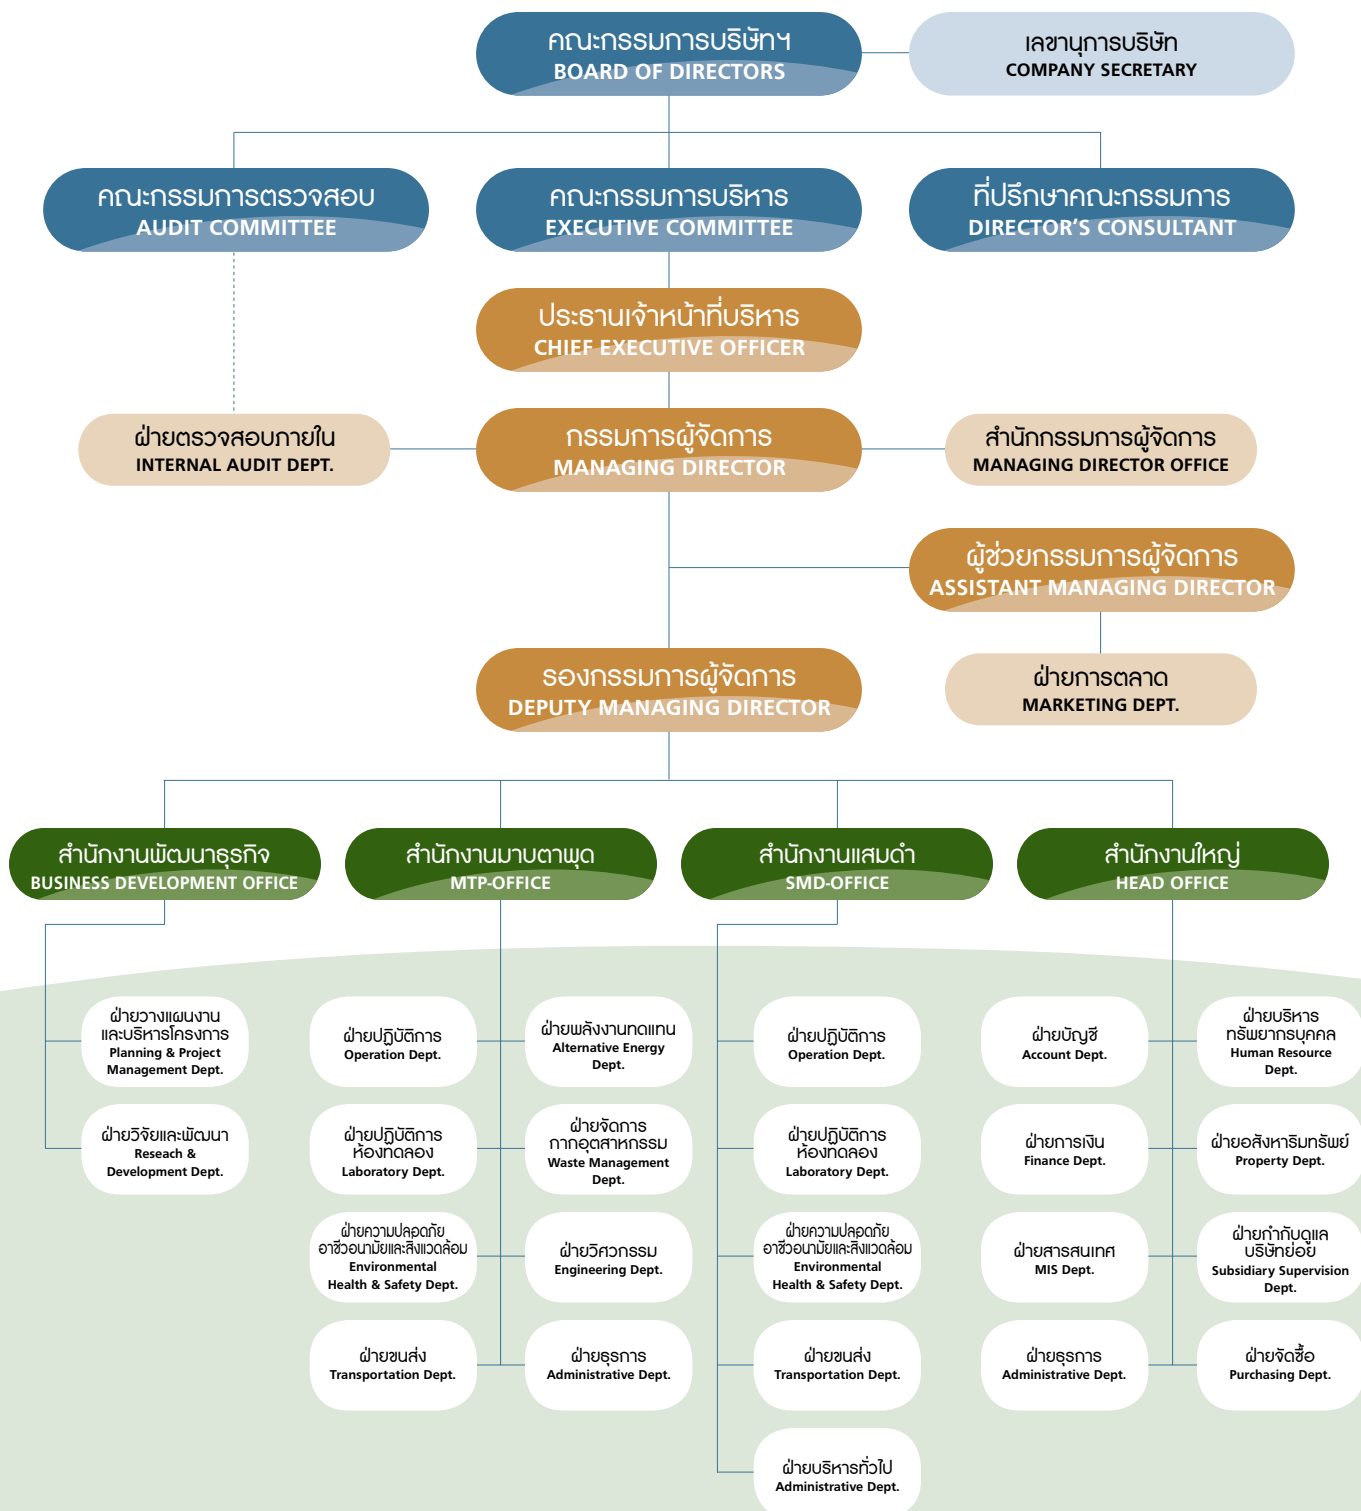 คณะกรรมการบริษัทฯ
BOARD OF DIRECTORS
เลขานุการบริษัท
COMPANY SECRETARY
คณะกรรมการตรวจสอบ
AUDIT COMMITTEE
คณะกรรมการบริหาร
EXECUTIVE COMMITTEE
ที่ปรึกษาคณะกรรมการ
DIRECTOR'S CONSULTANT
ประธานเจ้าหน้าที่บริหาร
CHIEF EXECUTIVE OFFICER
ฝ่ายตรวจสอบภายใน
INTERNAL AUDIT DEPT.
กรรมการผู้จัดการ
MANAGING DIRECTOR
สำนักกรรมการผู้จัดการ
MANAGING DIRECTOR OFFICE
ผู้ช่วยกรรมการผู้จัดการ
ASSISTANT MANAGING DIRECTOR
รองกรรมการผู้จัดการ
DEPUTY MANAGING DIRECTOR
ฝ่ายการตลาด
MARKETING DEPT.
สำนักงานพัฒนาธุรกิจ
BUSINESS DEVELOPMENT OFFICE
สำนักงานมาบตาพุด
MTP-OFFICE
สำนักงานแสมดำ
SMD-OFFICE
สำนักงานใหญ่
HEAD OFFICE
ฝ่ายวางแผนงาน
และบริหารโครงการ
Planning & Project
Management Dept.
ฝ่ายปฏิบัติการ
Operation Dept.
ฝ่ายพลังงานทดแทน
Alternative Energy
Dept.
ฝ่ายปฏิบัติการ
Operation Dept.
ฝ่ายบัญชี
Account Dept.
ฝ่ายบริหาร
ทรัพยากรบุคคล
Human Resource
Dept.
ฝ่ายวิจัยและพัฒนา
Reseach &
Development Dept.
ฝ่ายปฏิบัติการ
ห้องทดลอง
Laboratory Dept.
ฝ่ายจัดการ
กากอุตสาหกรรม
Waste Management
Dept.
ฝ่ายปฏิบัติการ
ห้องทดลอง
Laboratory Dept.
ฝ่ายการเงิน
Finance Dept.
ฝ่ายอสังหาริมทรัพย์
Property Dept.
ฝ่ายความปลอดภัย
อาชีวอนามัยและสิ่งแวดล้อม
Environmental
Health & Safety Dept.
ฝ่ายวิศวกรรม
Engineering Dept.
ฝ่ายความปลอดภัย
อาชีวอนามัยและสิ่งแวดล้อม
Environmental
Health & Safety Dept.
ฝ่ายสารสนเทศ
MIS Dept.
ฝ่ายกำกับดูแล
บริษัทย่อย
Subsidiary Supervision
Dept.
ฝ่ายขนส่ง
Transportation Dept.
ฝ่ายธุรการ
Administrative Dept.
ฝ่ายขนส่ง
Transportation Dept.
ฝ่ายธุรการ
Administrative Dept.
ฝ่ายจัดซื้อ
Purchasing Dept.
ฝ่ายบริหารทั่วไป
Administrative Dept.